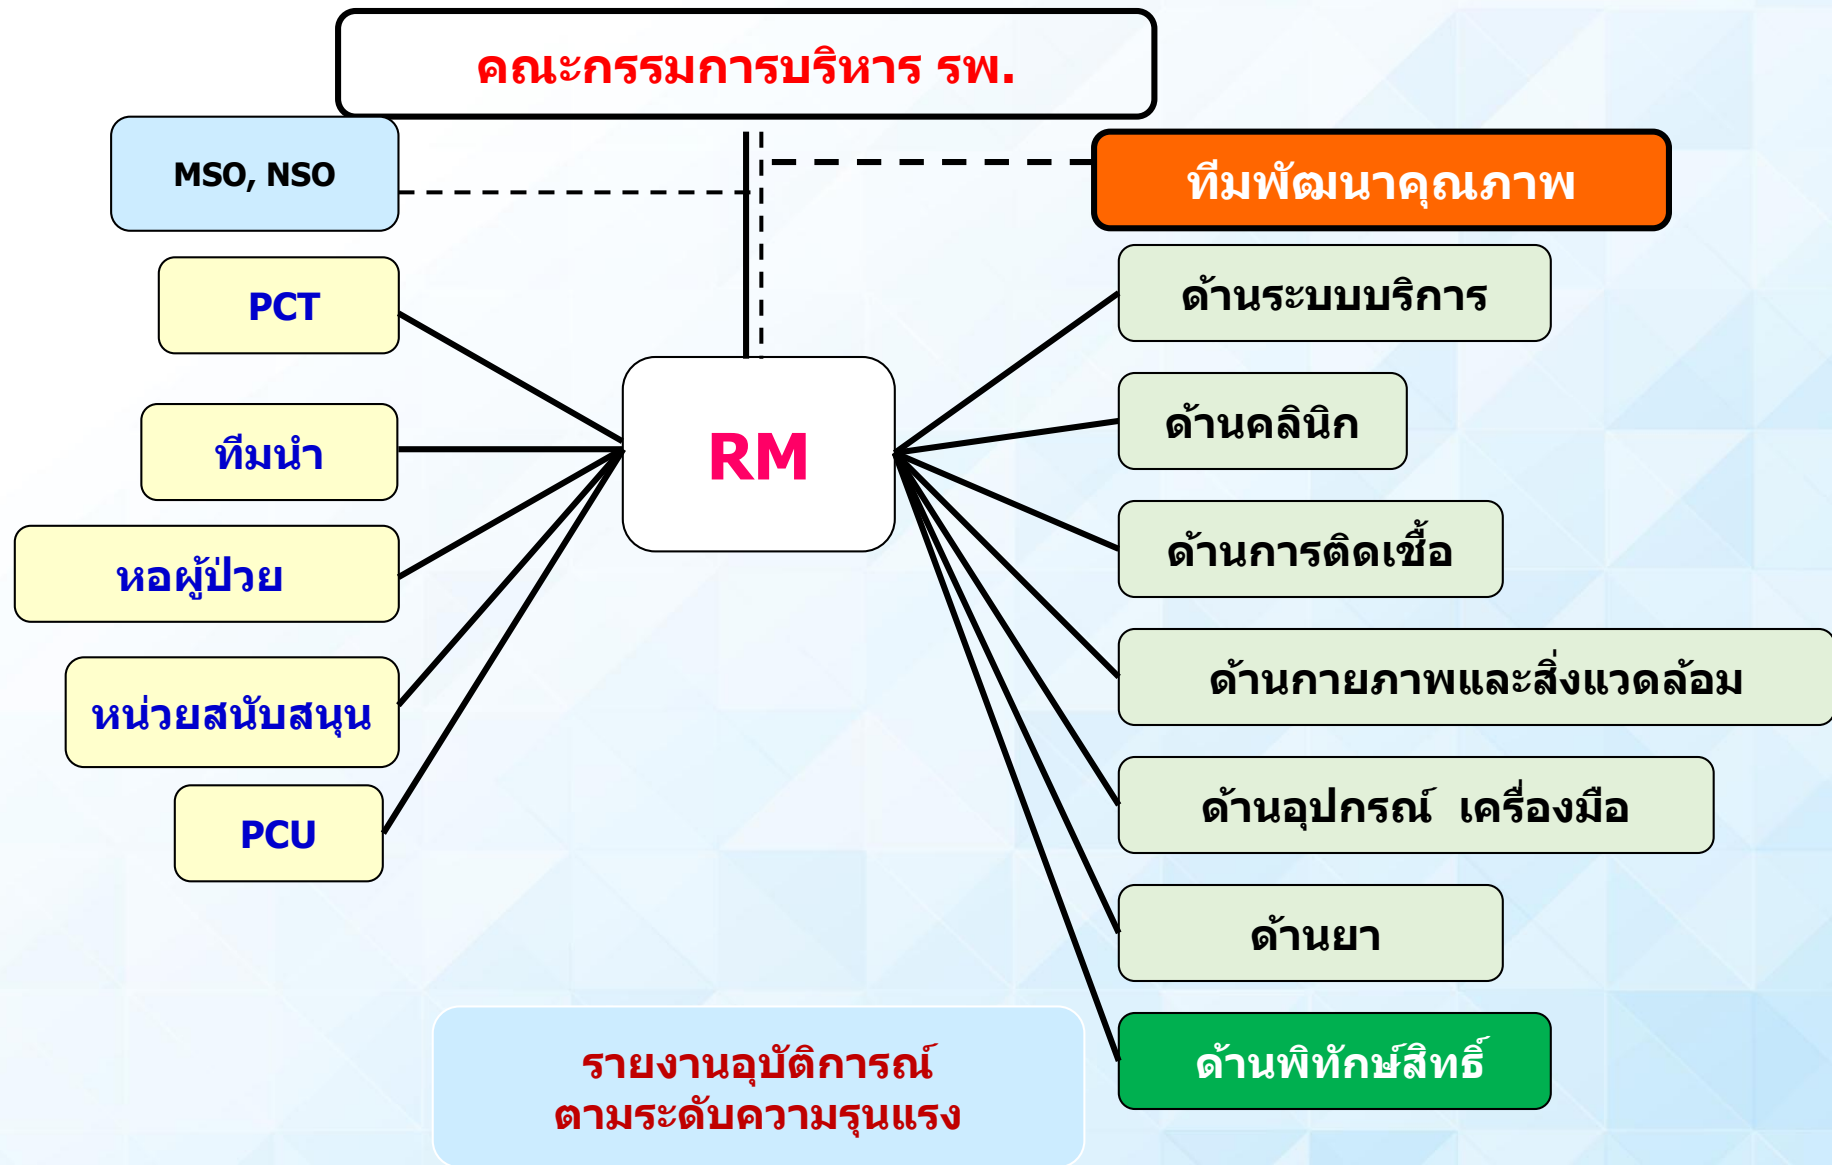 คณะกรรมการบริหาร รพ.
MSO, NSO
ทีมพัฒนาคุณภาพ
PCT
ทีมนำ
หอผู้ป่วย
หน่วยสนับสนุน
PCU
RM
ด้านระบบบริการ
ด้านคลินิก
ด้านการติดเชื้อ
ด้านกายภาพและสิ่งแวดล้อม
ด้านอุปกรณ์ เครื่องมือ
ด้านยา
ด้านพิทักษ์สิทธิ์
รายงานอุบัติการณ์
ตามระดับความรุนแรง